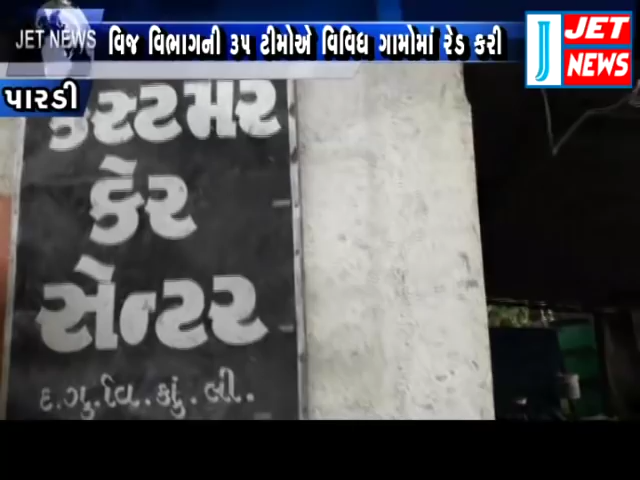 JET NEWS વિજ વિભાગની ૩૫ ટીમોએ વિવિધ ગામોમાં રેડ કરી
JET NEWS
પારડી
કસ્ટમર
કેર
સેન્ટર
દ.ગુ.વિ.કાું.લી.